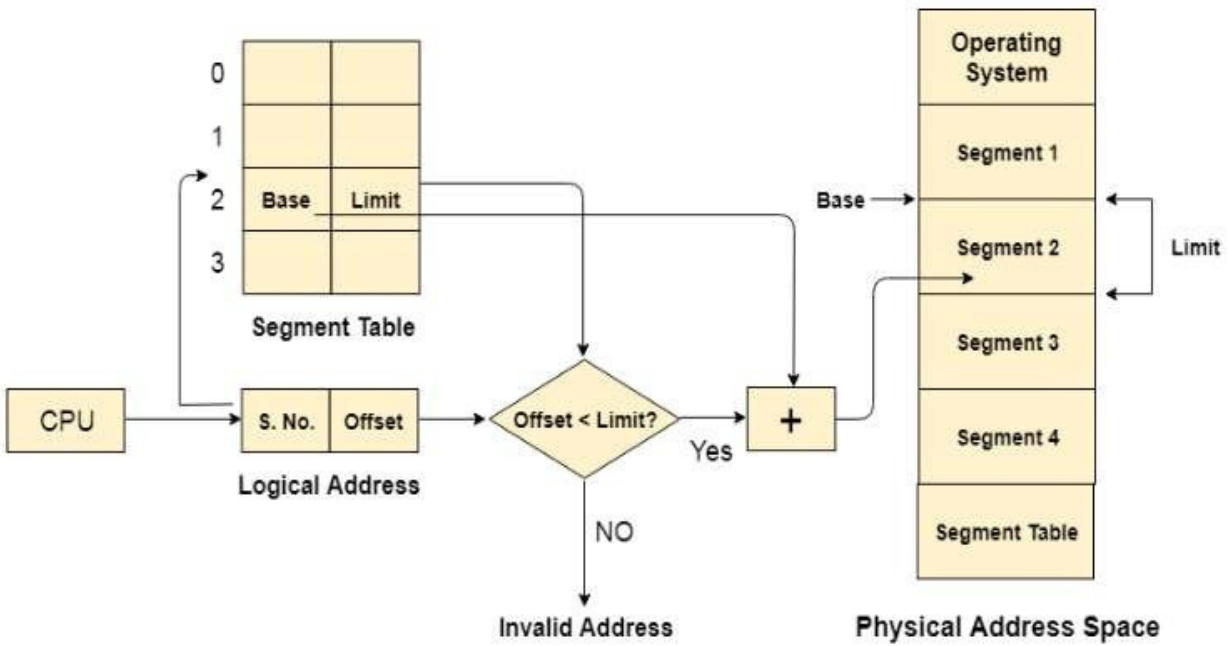 0
1
2
3
Base
Limit
Segment Table
CPU
S. No.
Offset
Logical Address
Offset < Limit?
Yes
+
NO
Invalid Address
Operating
System
Segment 1
Base
Segment 2
Limit
Segment 3
Segment 4
Segment Table
Physical Address Space